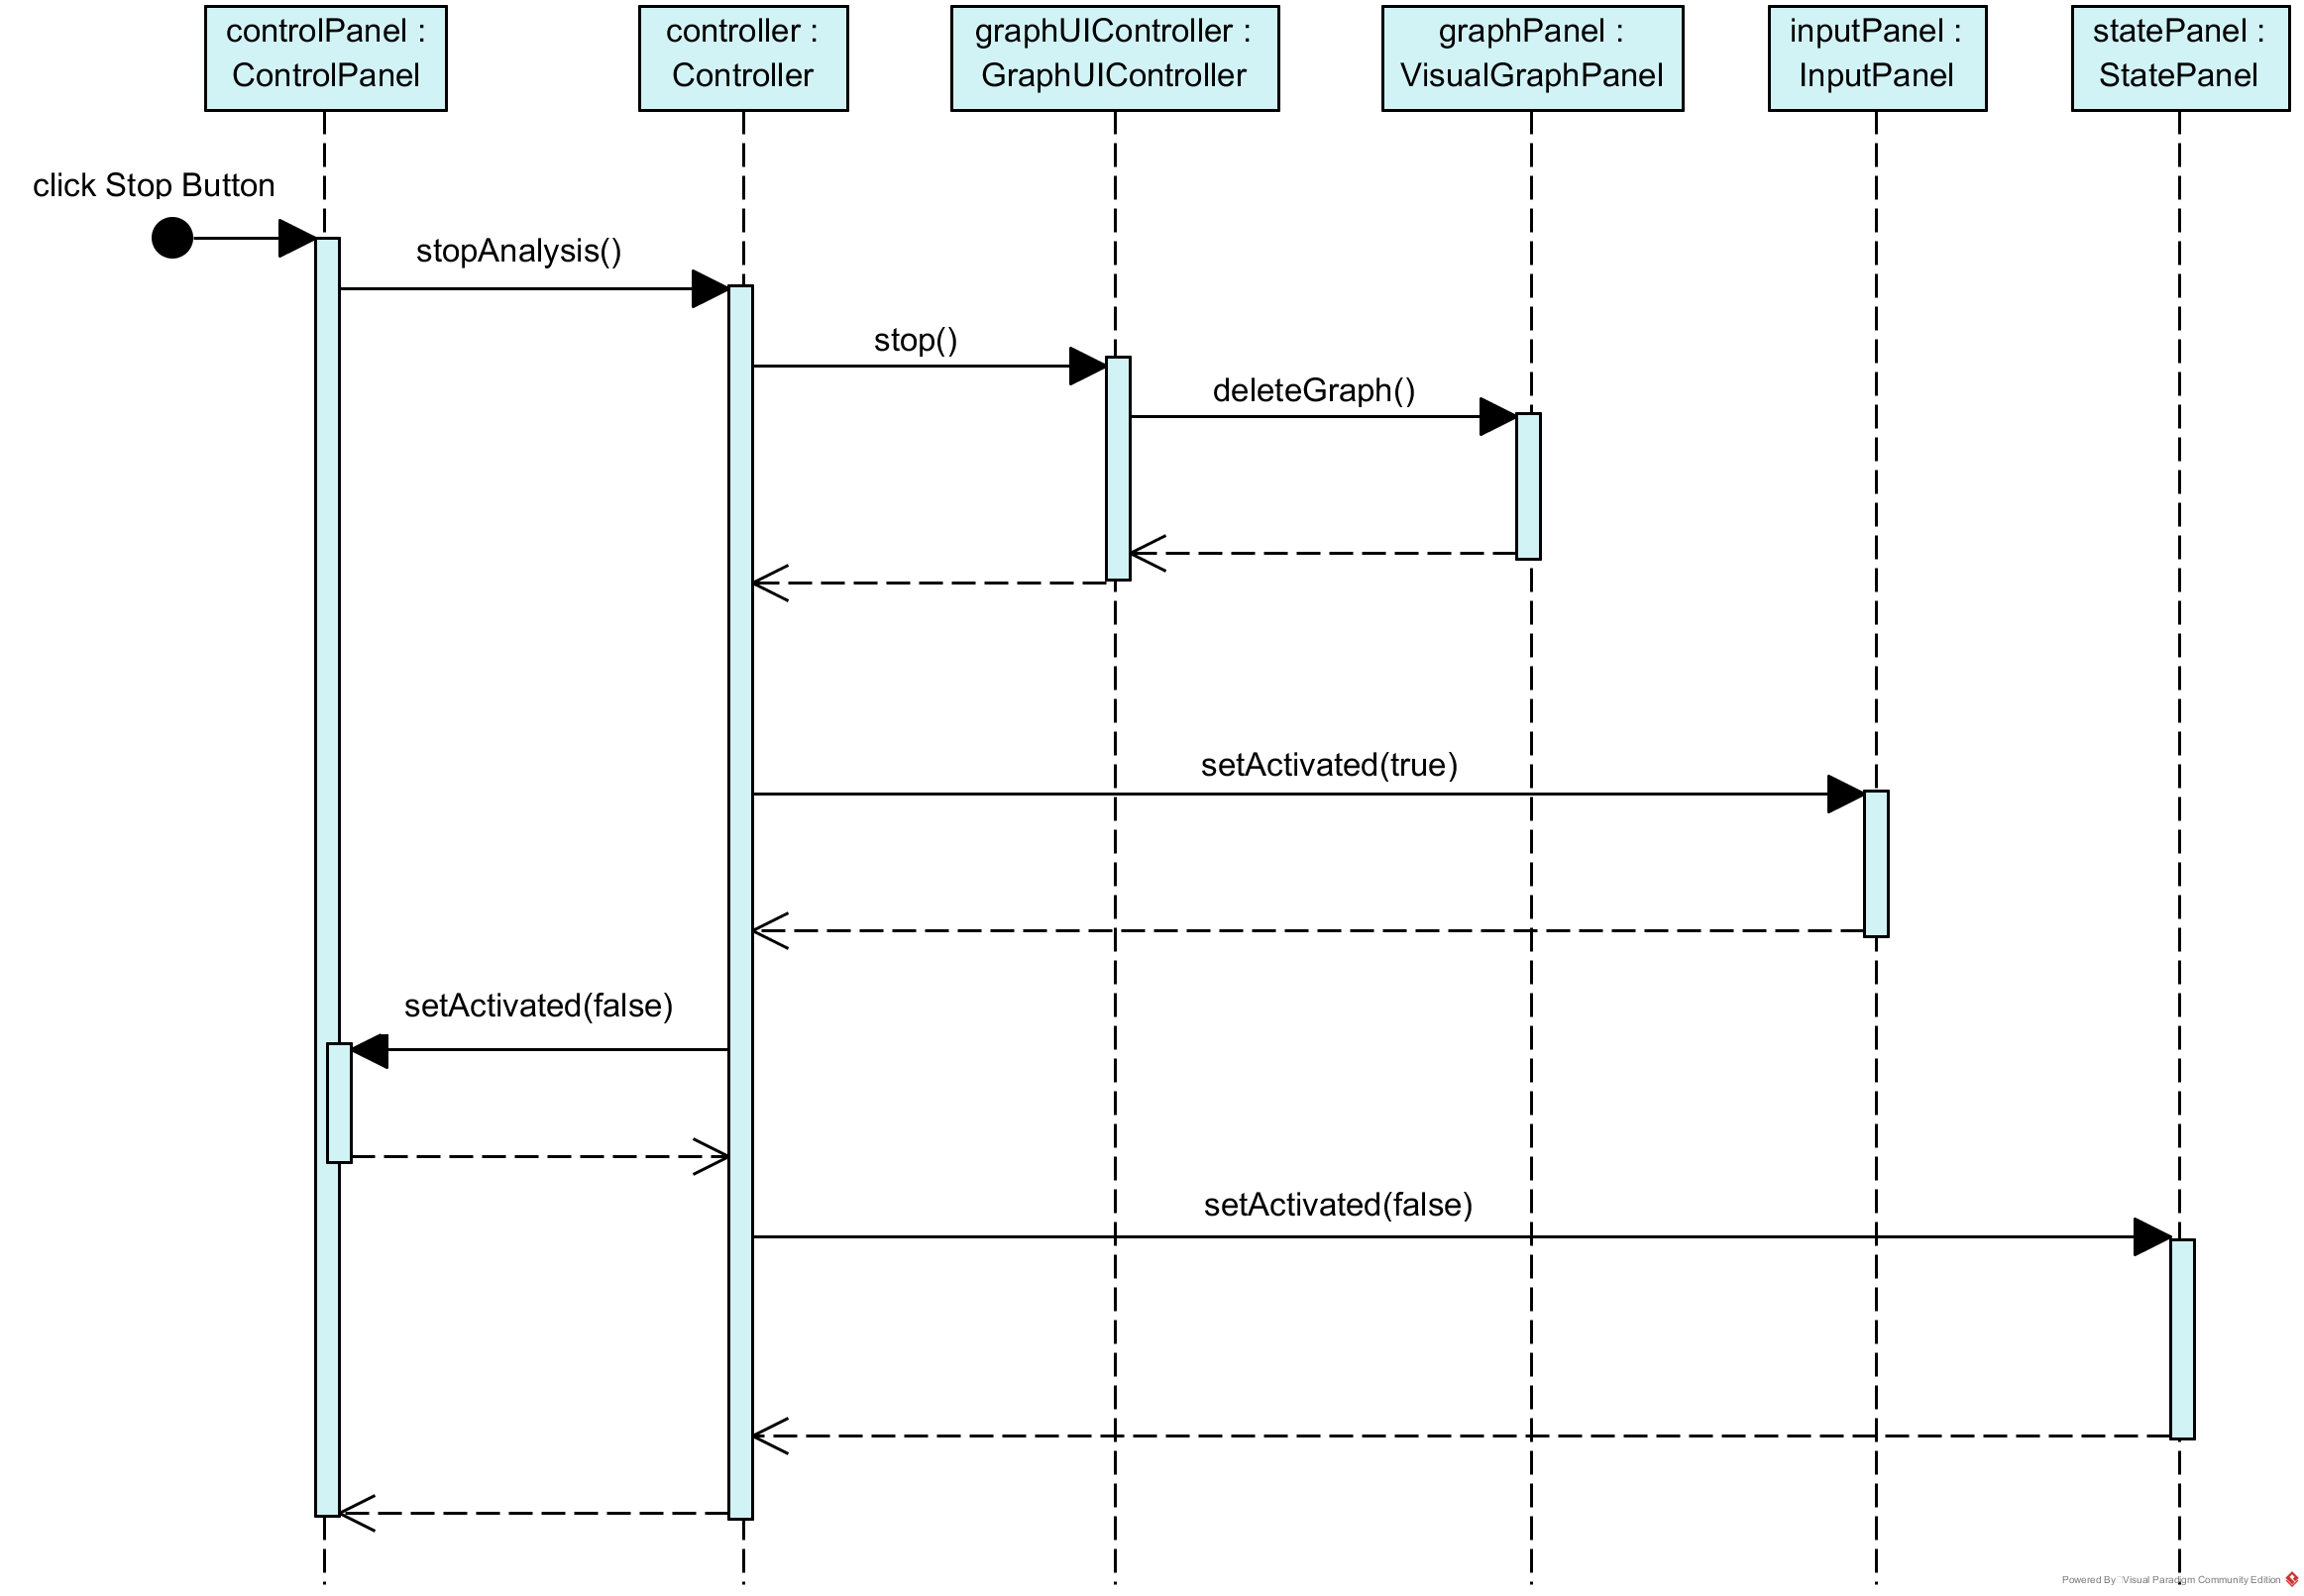 controlPanel :
ControlPanel
controller :
Controller
graphUIController :
GraphUIController
graphPanel :
VisualGraphPanel
inputPanel :
InputPanel
statePanel :
StatePanel
click Stop Button
stopAnalysis()
stop()
deleteGraph()
setActivated(true)
setActivated(false)
setActivated(false)
Powered By Visual Paradigm Community Edition